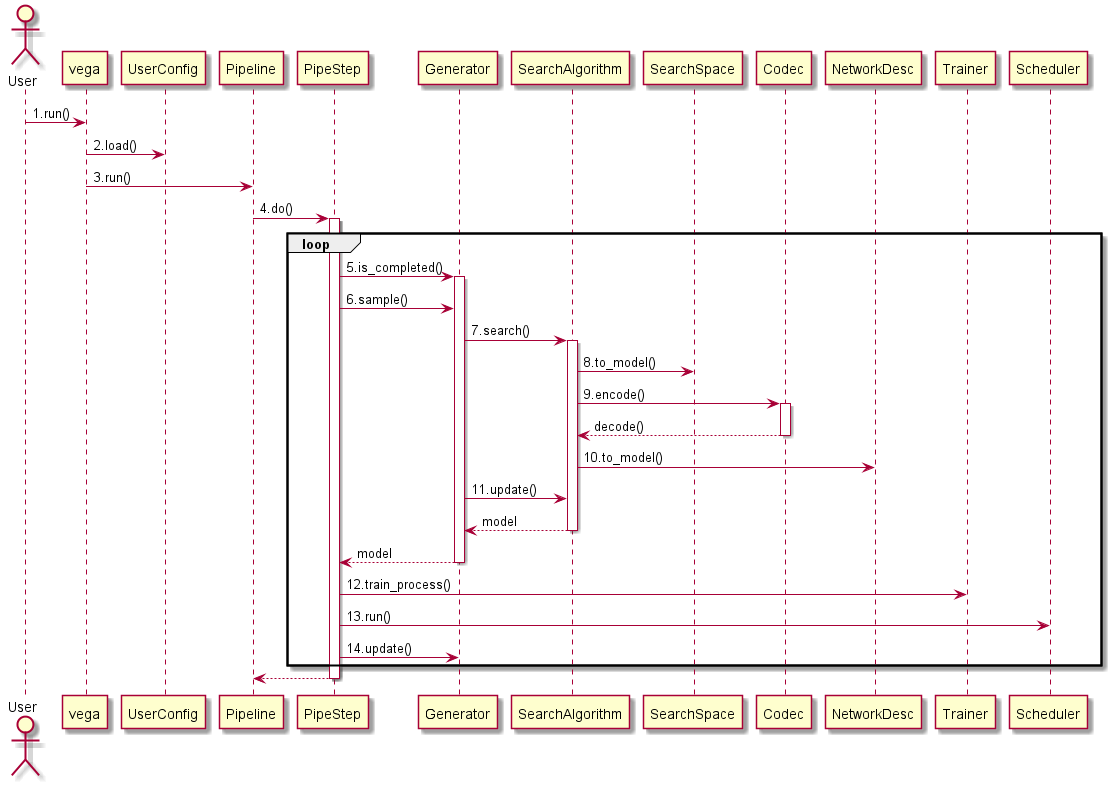 User
vega
UserConfig
Pipeline
PipeStep
Generator
SearchAlgorithm
SearchSpace
Codec
NetworkDesc
Trainer
Scheduler
1.run()
2.load()
3.run()
4.do()
loop
5.is_completed()
6.sample()
7.search()
8.to_model()
9.encode()
decode()
10.to_model()
11.update()
model
model
12.train_process()
13.run()
14.update()
User
vega
UserConfig
Pipeline
PipeStep
Generator
SearchAlgorithm
SearchSpace
Codec
NetworkDesc
Trainer
Scheduler